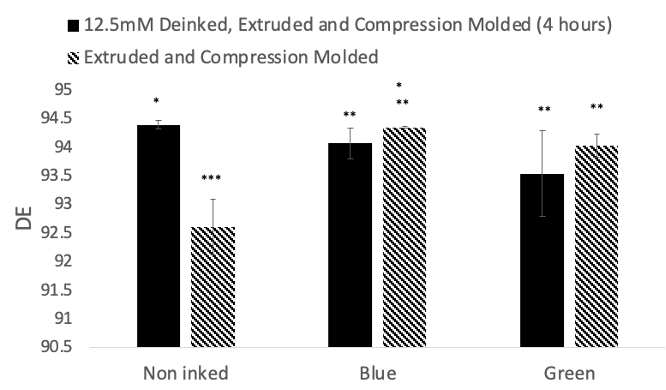 12.5mM Deinked, Extruded and Compression Molded (4 hours)
Extruded and Compression Molded
95
94.5
94
93.5
93
92.5
92
91.5
91
90.5
DE
*
***
**
*
**
**
**
Non inked
Blue
Green